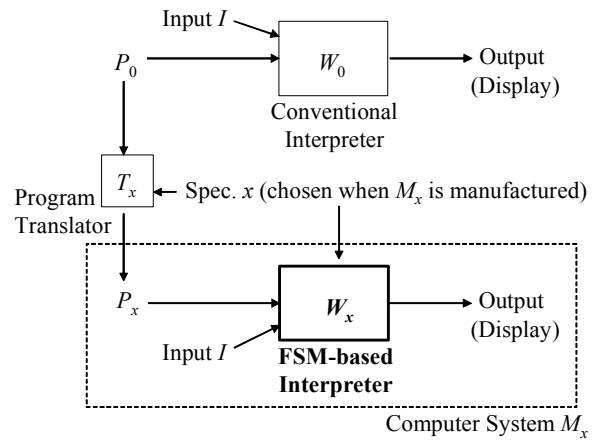 Input I
P0
W0
Output
(Display)
Conventional
Interpreter
Tx
Program
Translator
Spec. x (chosen when Mx is manufactured)
Px
Wx
Output
(Display)
Input I
FSM-based
Interpreter
Computer System Mx